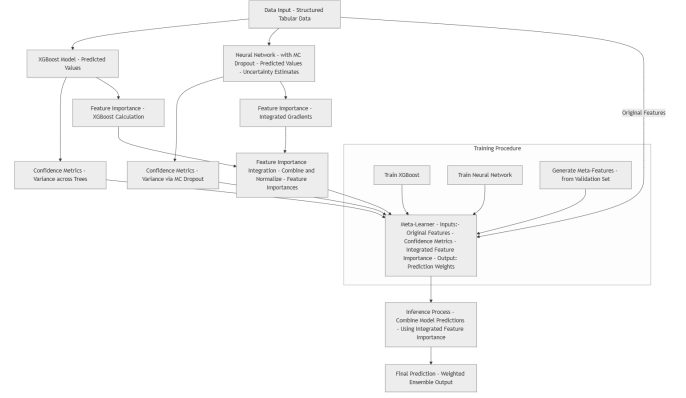 Data Input - Structured
Tabular Data
XGBoost Model - Predicted
Values
Neural Network - with MC
Dropout - Predicted Values
- Uncertainty Estimates
Feature Importance -
XGBoost Calculation
Feature Importance -
Integrated Gradients
Original Features
Training Procedure
Confidence Metrics -
Variance across Trees
Confidence Metrics -
Variance via MC Dropout
Feature Importance
Integration - Combine and
Normalize - Feature
Importances
Train XGBoost
Train Neural Network
Generate Meta-Features -
from Validation Set
Meta-Learner - Inputs:-
Original Features -
Confidence Metrics -
Integrated Feature
Importance - Output:
Prediction Weights
Inference Process -
Combine Model Predictions
- Using Integrated Feature
Importance
Final Prediction - Weighted
Ensemble Output